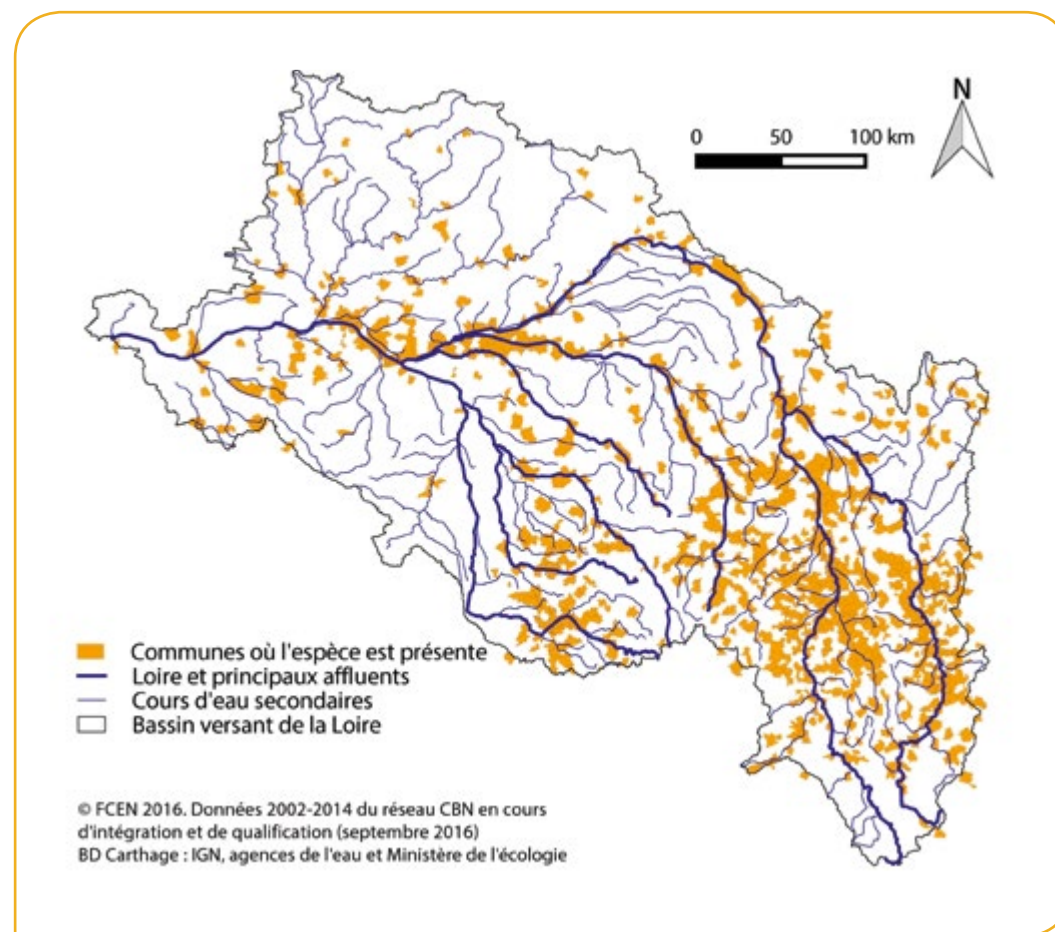 N
0 50 100 km
Communes où l'espèce est présente
Loire et principaux affluents
Cours d'eau secondaires
Bassin versant de la Loire
© FCEN 2016. Données 2002-2014 du réseau CBN en cours
d'intégration et de qualification (septembre 2016)
BD Carthage : IGN, agences de l'eau et Ministère de l'écologie